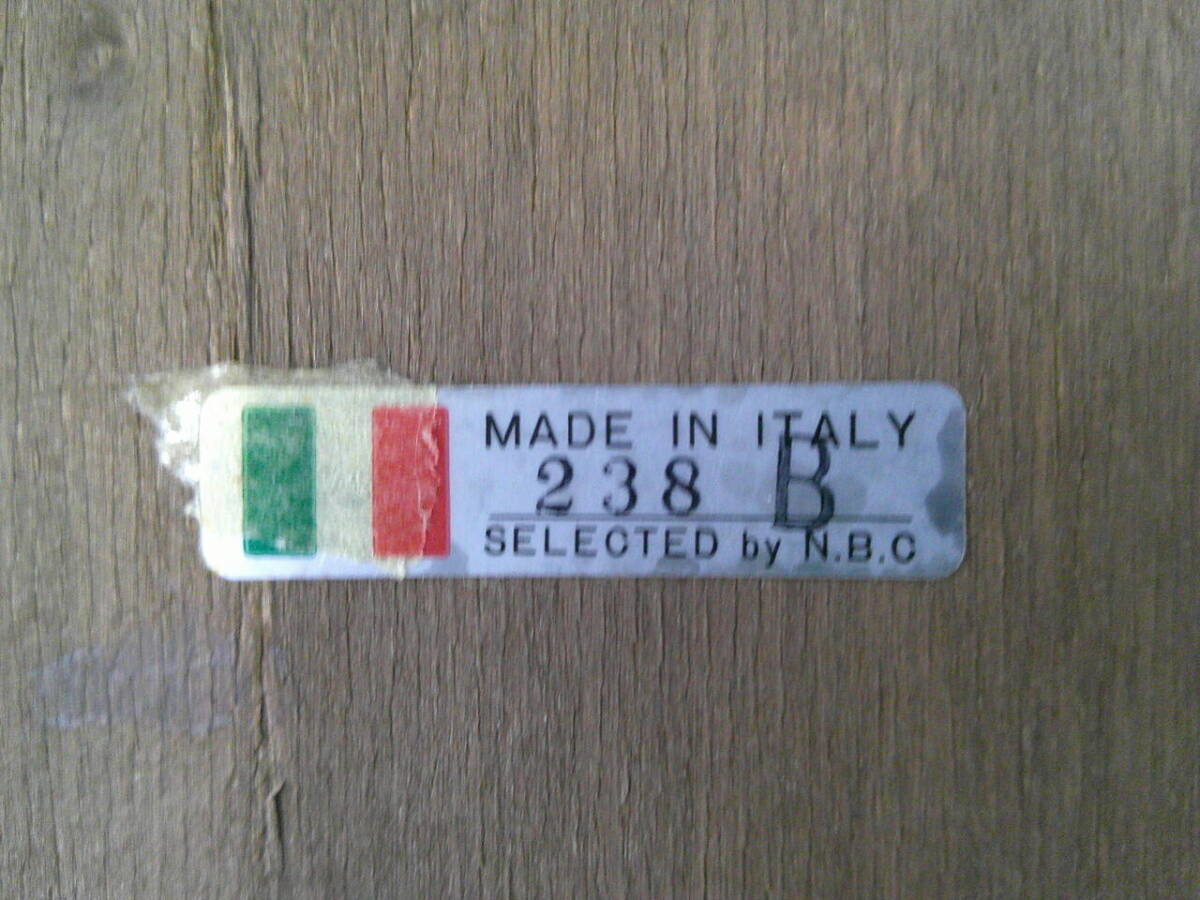 MADE IN ITALY
238 B
SELECTED by N.B.C